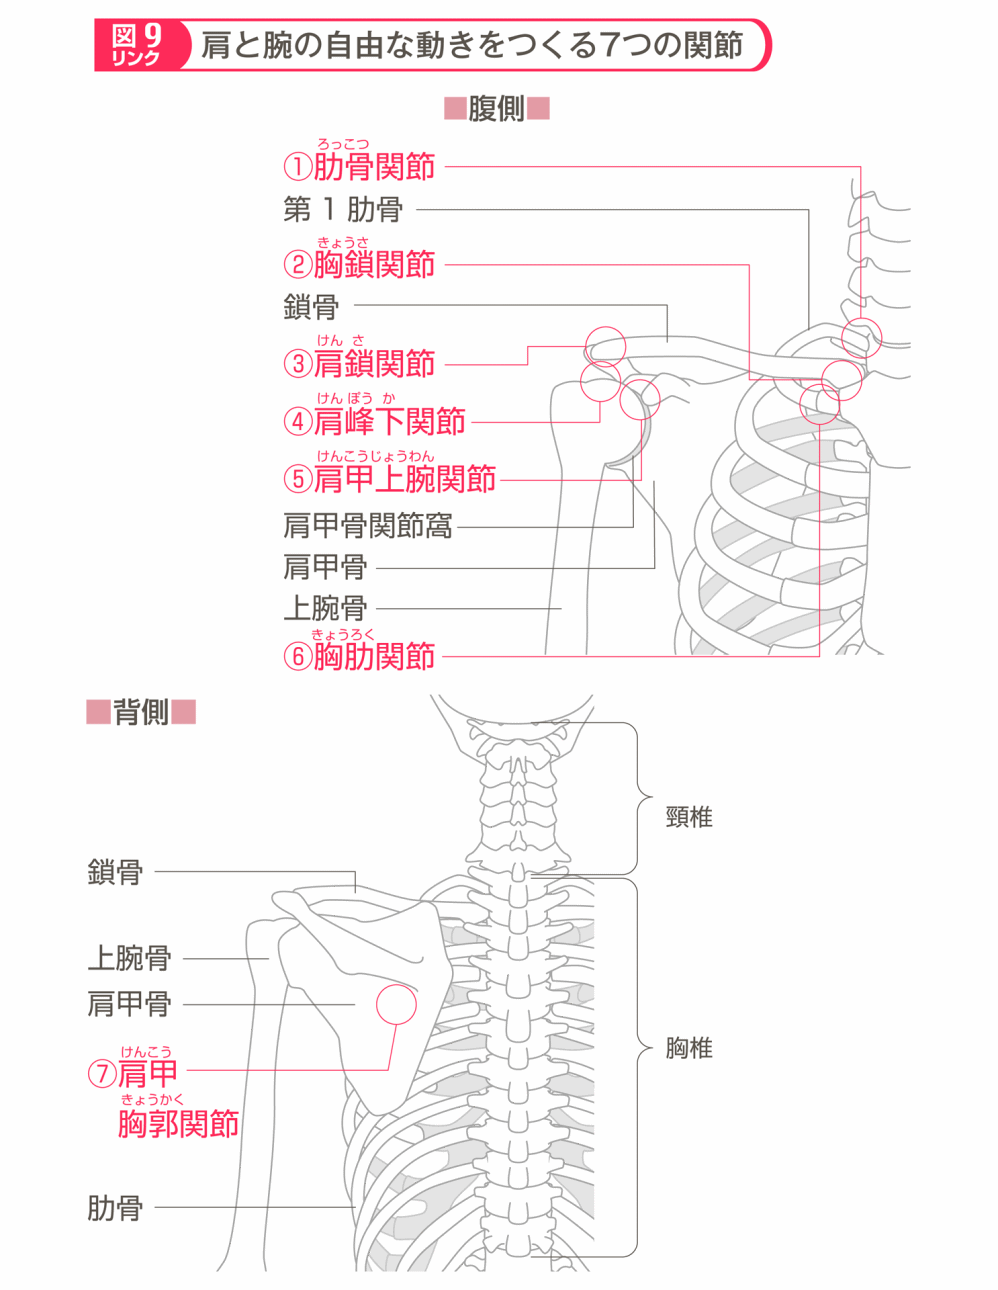 図9
リンク
肩と腕の自由な動きをつくる7つの関節
■腹側■
ろっこつ
①肋骨関節
第1肋骨
きょうさ
②胸鎖関節
鎖骨
けん さ
③肩鎖関節
けん ぽう か
④肩峰下関節
けんこうじょうわん
⑤肩甲上腕関節
肩甲骨関節窩
肩甲骨
上腕骨
きょうろく
⑥胸肋関節
■背側■
頸椎
鎖骨
上腕骨
肩甲骨
胸椎
けんこう
⑦肩甲
きょうかく
胸郭関節
肋骨